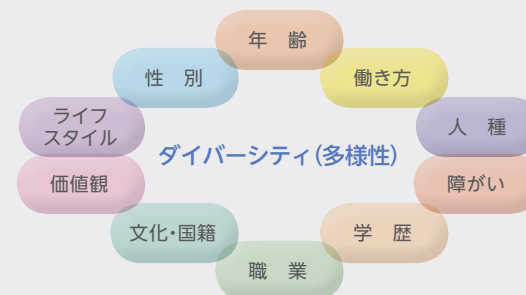 年　齢
性　別
働き方
ライフ
スタイル
人　種
ダイバーシティ(多様性)
価値観
障がい
文化・国籍
学　歴
職　業